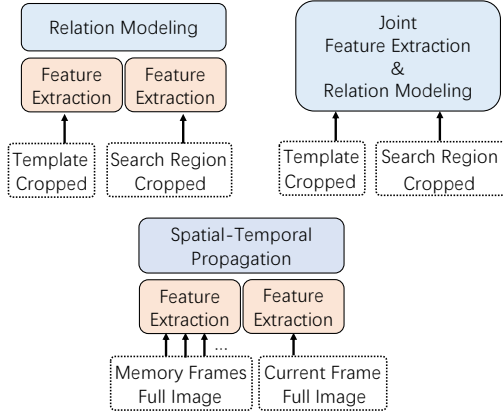 Relation Modeling
Feature Extraction
Feature Extraction
Template Cropped
Search Region Cropped
Joint
Feature Extraction
&
Relation Modeling
Template Cropped
Search Region Cropped
Spatial-Temporal
Propagation
Feature Extraction
Feature Extraction
...
Memory Frames
Full Image
Current Frame
Full Image